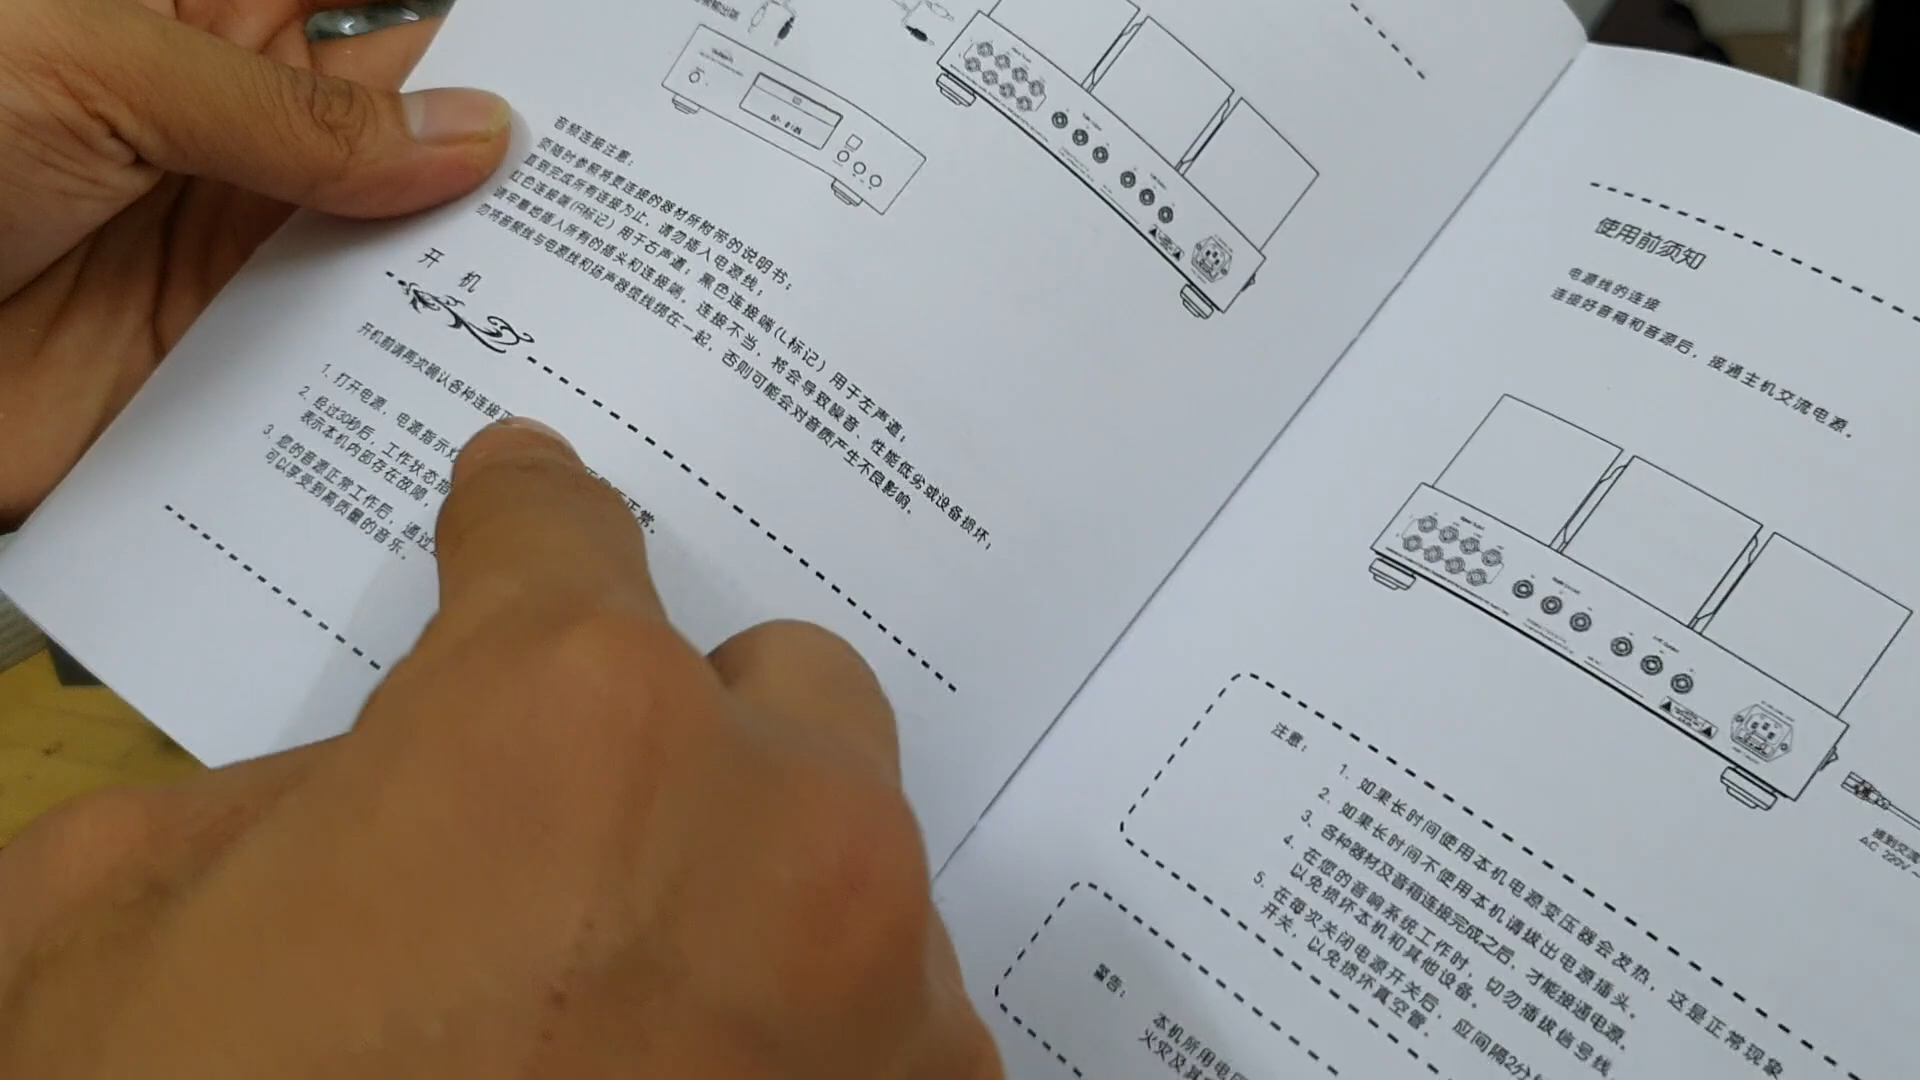 音频连接注意：
须随时参照将要连接的器材所附带的说明书；
直到完成所有连接为止，请勿插入电源线；
红色连接端（R标记）用于右声道；黑色连接端（L标记）用于左声道；
请牢靠地插入所有的插头和连接端。连接不当，将会导致噪音、性能低劣或设备损坏；
勿将音频线与电源线和扬声器缆线绑在一起，否则可能会对音质产生不良影响。
开 机
开机前请再次确认各种连接
1. 打开电源，电源指示灯
2. 经过30秒后，工作状态指
正常，
表示本机内部存在故障，
3. 您的音源正常工作后，通过
可以享受到高质量的音乐。
使用前须知
电源线的连接
连接好音箱和音源后，接通主机交流电源。
接到交流
AC 220V~
注意：
1. 如果长时间使用本机电源变压器会发热，这是正常现象
2. 如果长时间不使用本机请拔出电源插头。
3. 各种器材及音箱连接完成之后，才能接通电源。
4. 在您的音响系统工作时，切勿插拔信号线，
以免损坏本机和其他设备。
5. 在每次关闭电源开关后，应间隔2分
开关，以免损坏真空管。
警告：
本机所用电
火灾及其